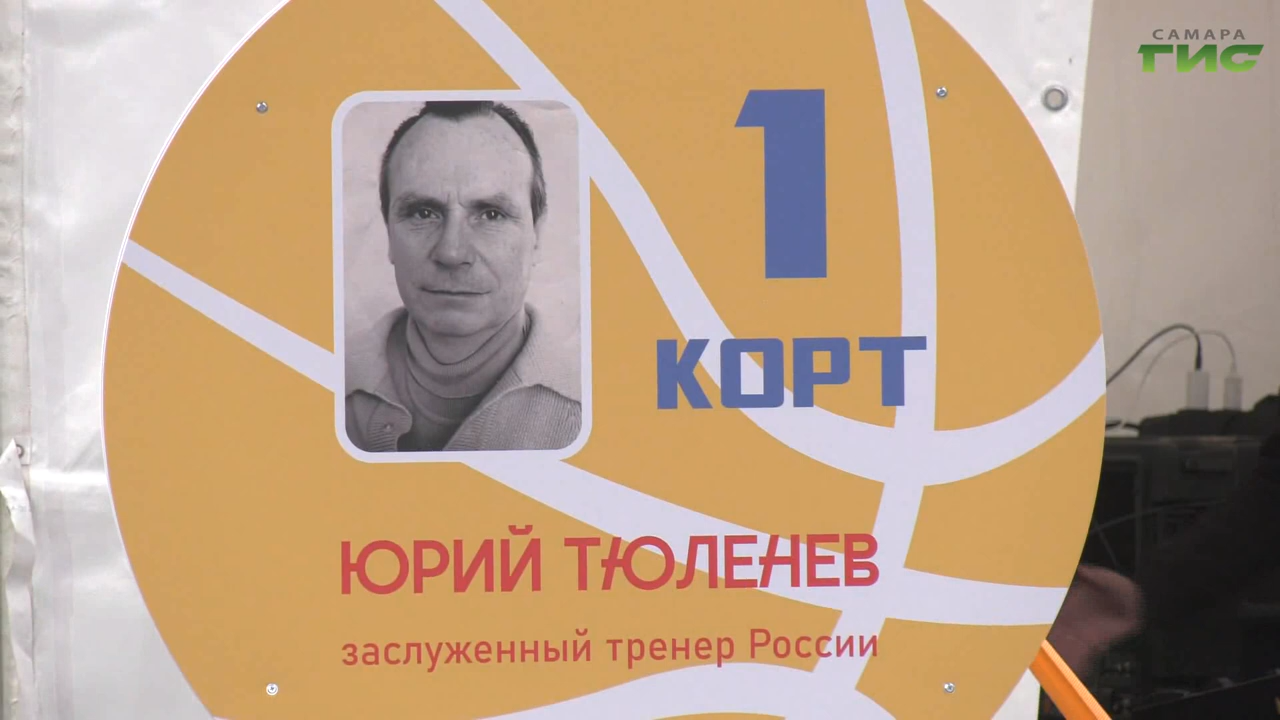 САМАРА
ГИС
1
КОРТ
ЮРИЙ ТЮЛЕНЕВ
заслуженный тренер России